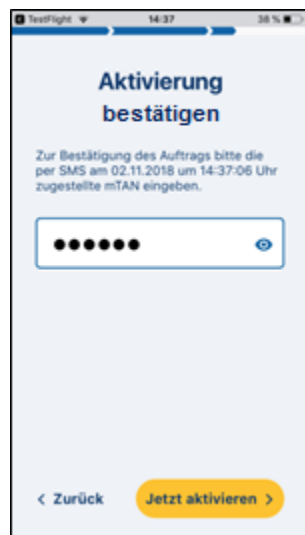 TestFlight 14:37 38 %
Aktivierung
bestätigen
Zur Bestätigung des Auftrags bitte die
per SMS am 02.11.2018 um 14:37:06 Uhr
zugestellte mTAN eingeben.
Zurück Jetzt aktivieren